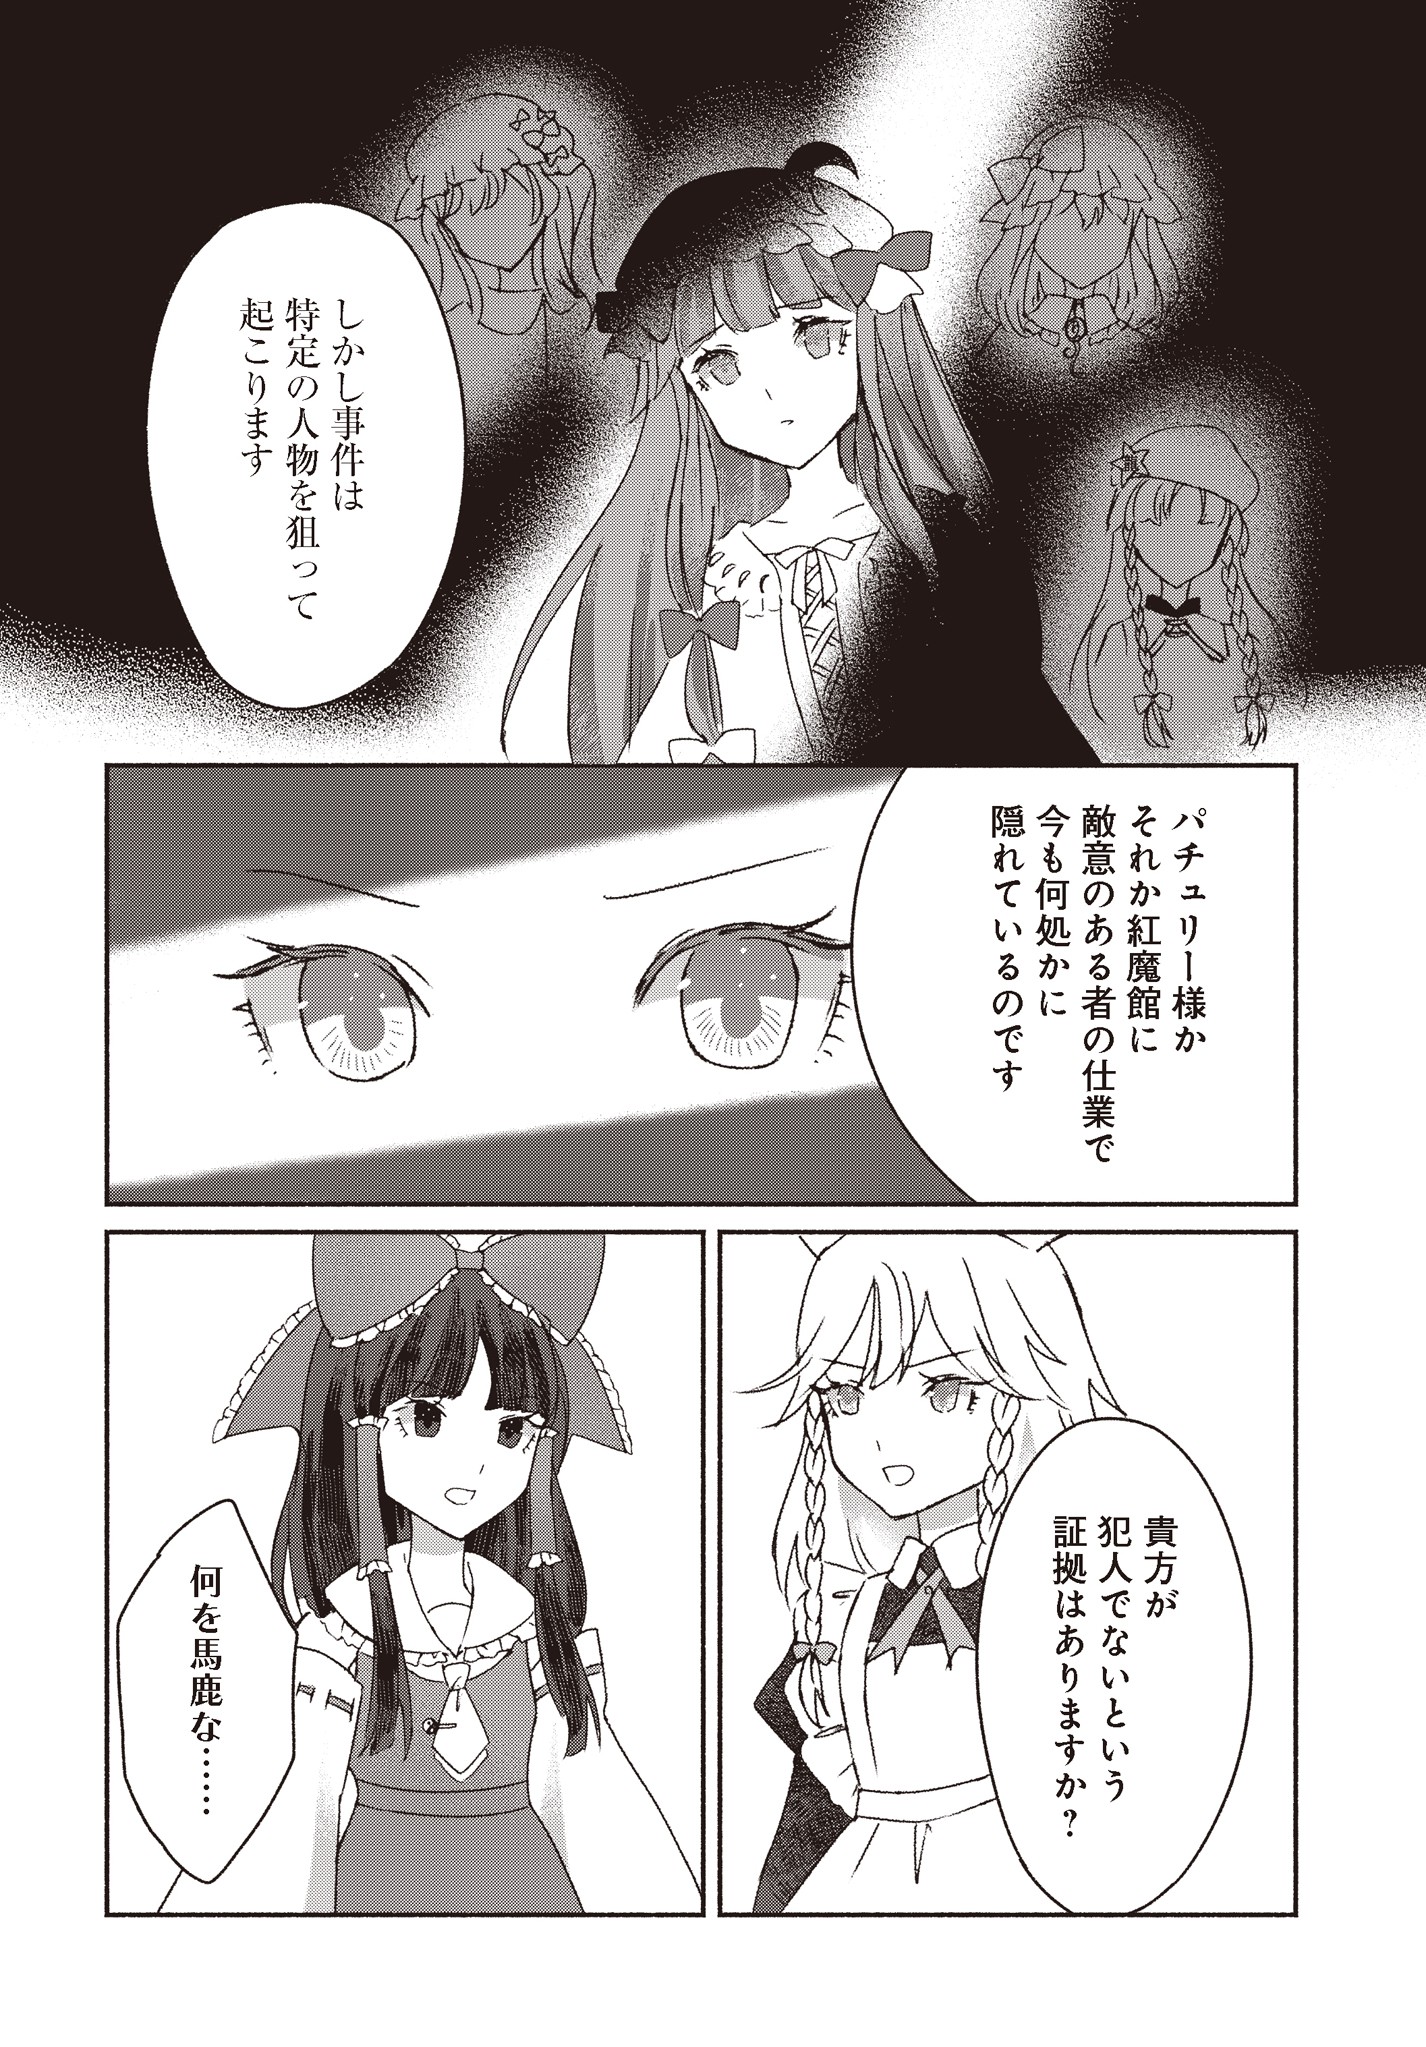 しかし事件は
特定の人物を狙って
起こります
パチュリー様か
それか紅魔館に
敵意のある者の仕業で
今も何処かに
隠れているのです
貴方が
犯人でないという
証拠はありますか？
何を馬鹿な……